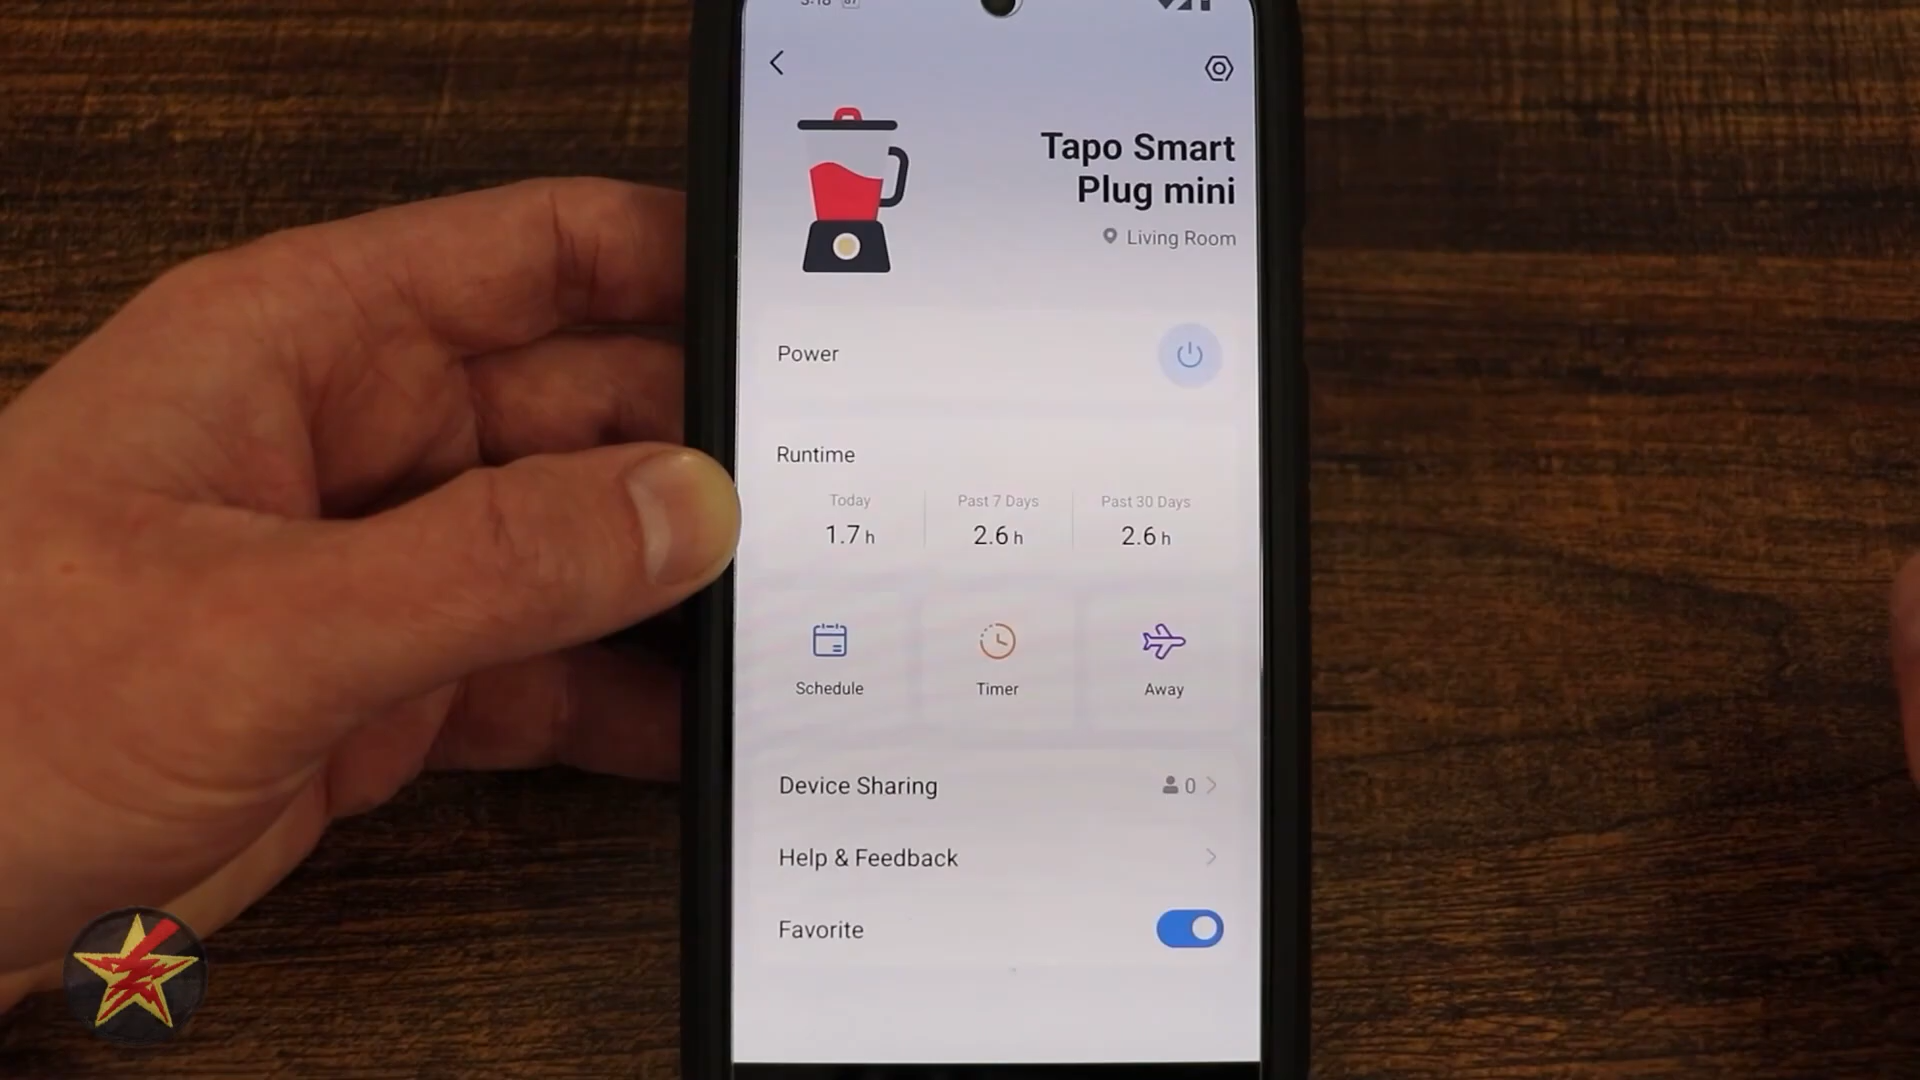 Tapo Smart
Plug mini
Living Room
Power
Runtime
Today
Past 7 Days
Past 30 Days
1.7 h
2.6 h
2.6 h
Schedule
Timer
Away
Device Sharing
0
Help & Feedback
Favorite